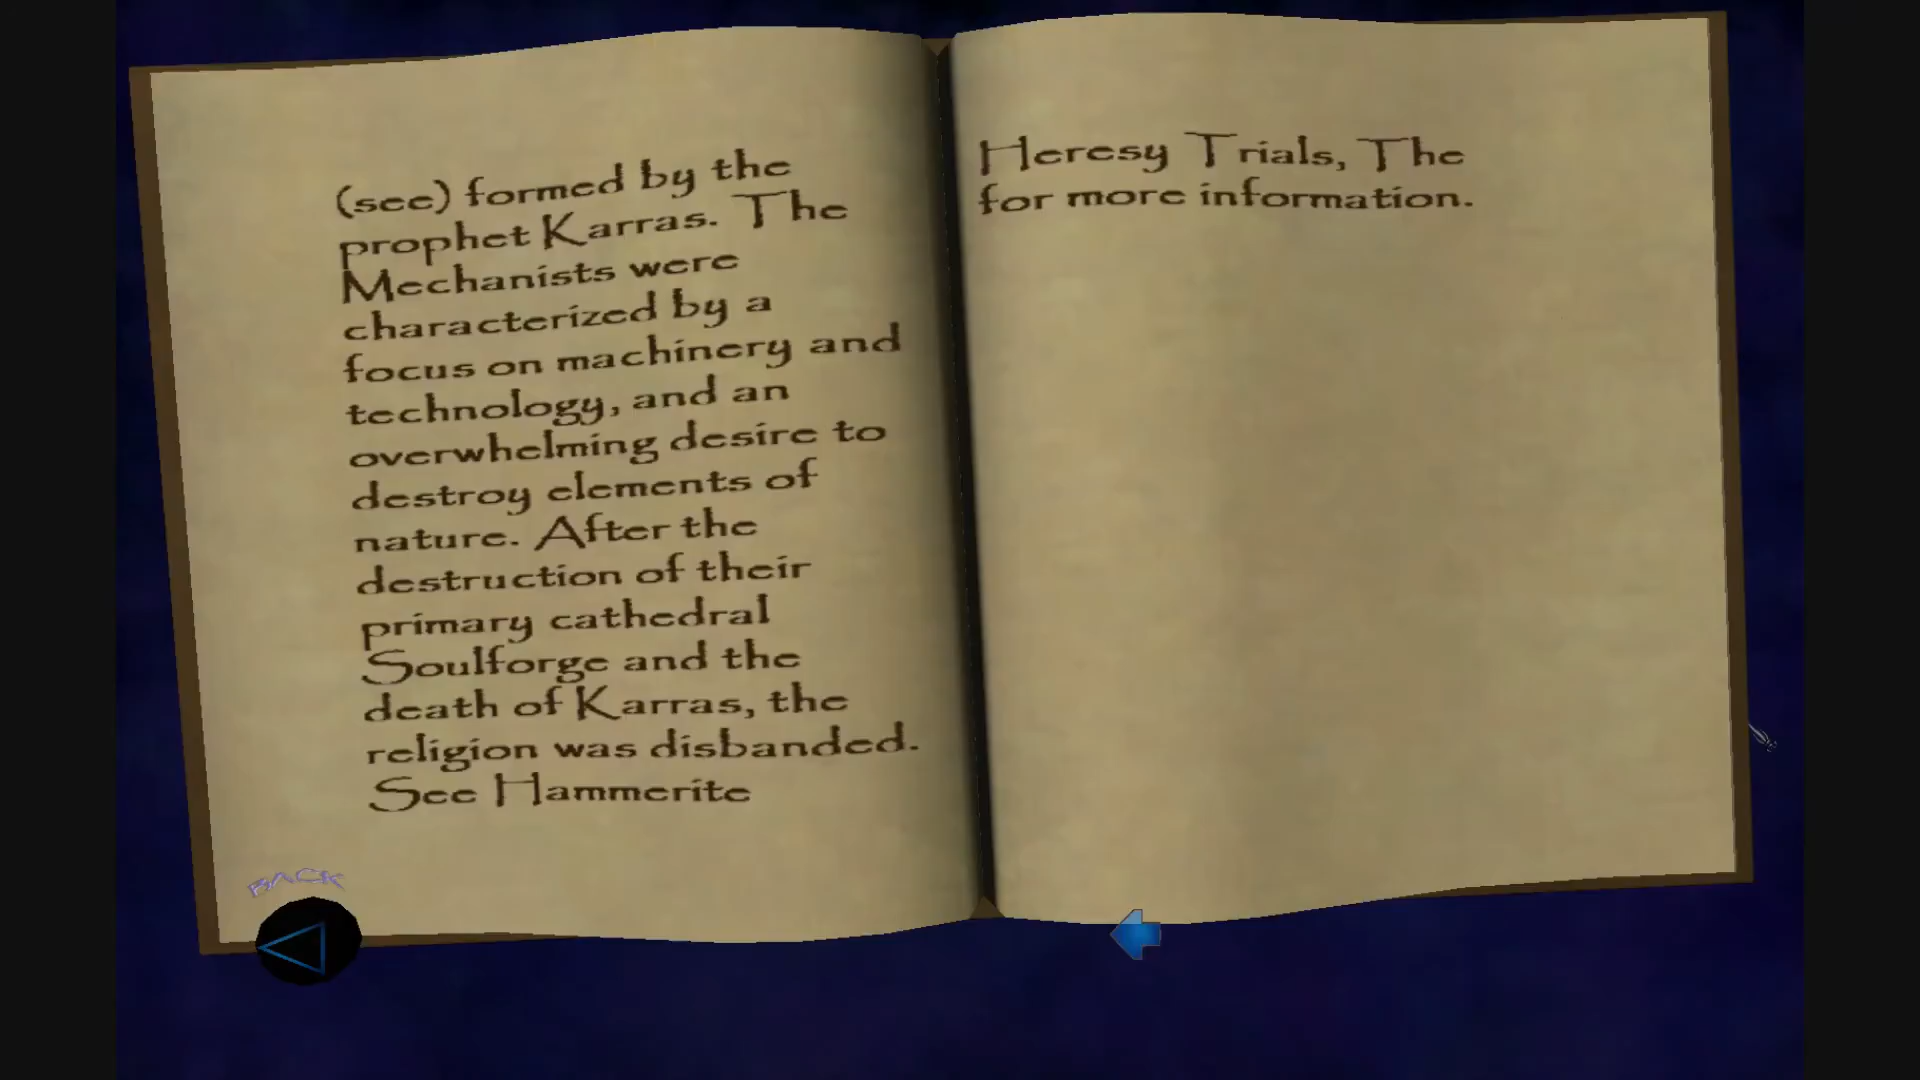 (see) formed by the
prophet Karras. The
Mechanists were
characterized by a
focus on machinery and
technology, and an
overwhelming desire to
destroy elements of
nature. After the
destruction of their
primary cathedral
Soulforge and the
death of Karras, the
religion was disbanded.
See Hammerite
Heresy Trials, The
for more information.
BACK